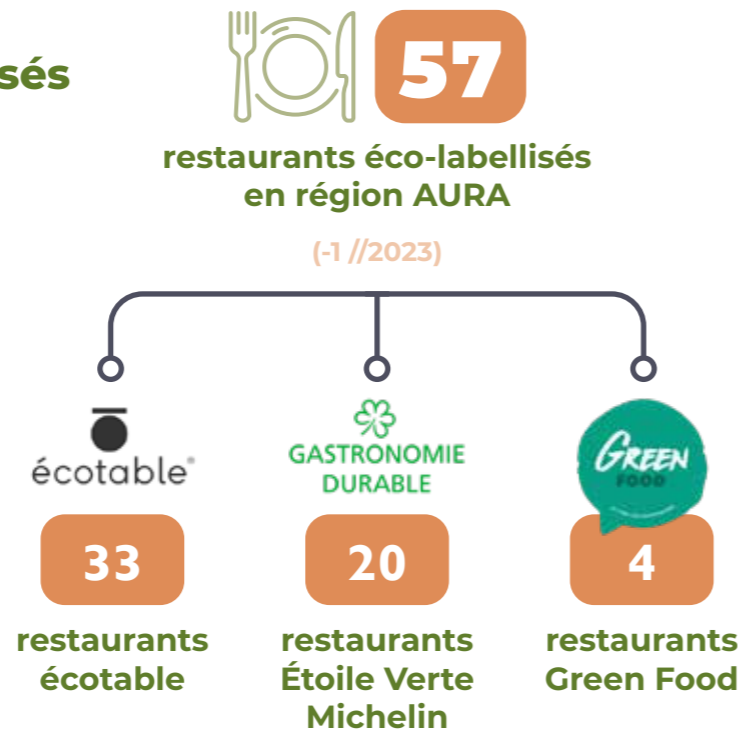 sés
57
restaurants éco-labellisés
en région AURA
(-1 //2023)
écotable®
GASTRONOMIE
DURABLE
GREEN
FOOD
33
20
4
restaurants
écotable
restaurants
Étoile Verte
Michelin
restaurants
Green Food